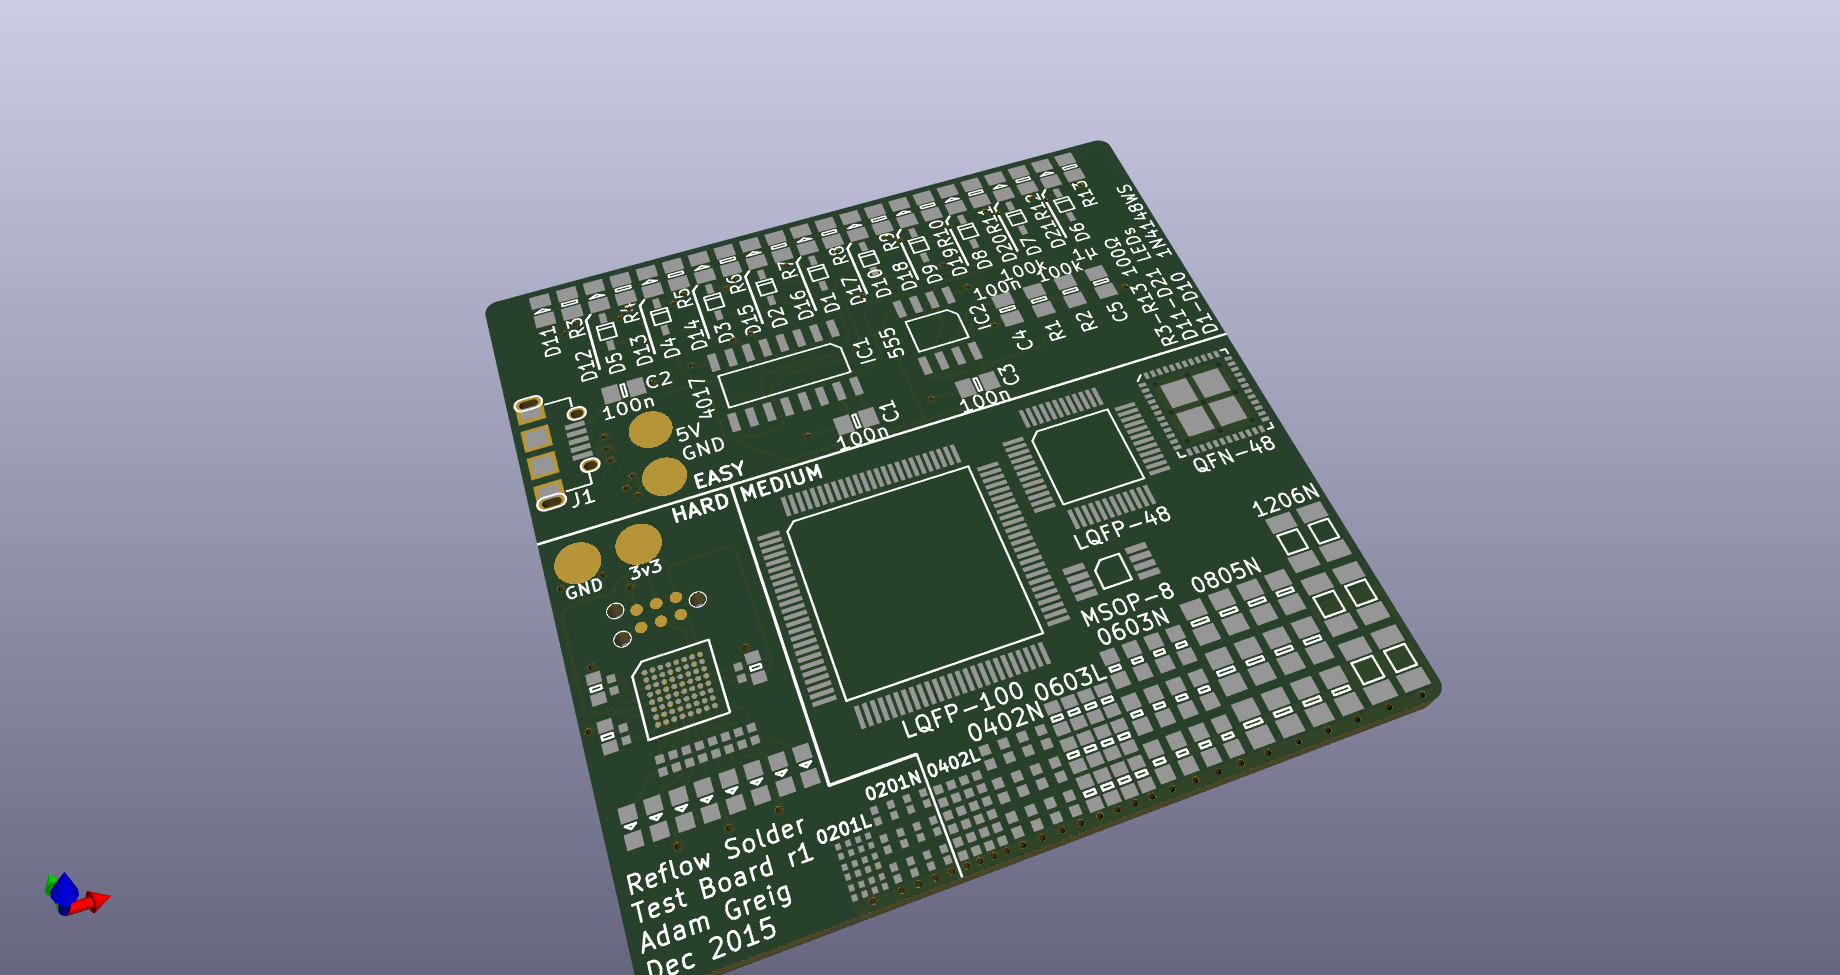 D11
R3
D12
D5
R4
D13
D4
R5
D14
D3
R6
D15
D2
R7
D16
D1
R8
D17
D10
R9
D18
D9
R10
D19
D8
R11
D20
D7
R12
D21
D6
R13
1N4148WS
LEDs
100Ω
R3-R13
D11-D21
D1-D10
100k
100k
1µ
100n
C4
R1
R2
C5
IC2
555
IC1
4017
C2
100n
C3
100n
C1
100n
5V
GND
J1
EASY
HARD
MEDIUM
QFN-48
LQFP-48
GND
3v3
1206N
0805N
MSOP-8
0603N
0603L
LQFP-100
0402N
0402L
0201N
0201L
Reflow Solder
Test Board r1
Adam Greig
Dec 2015